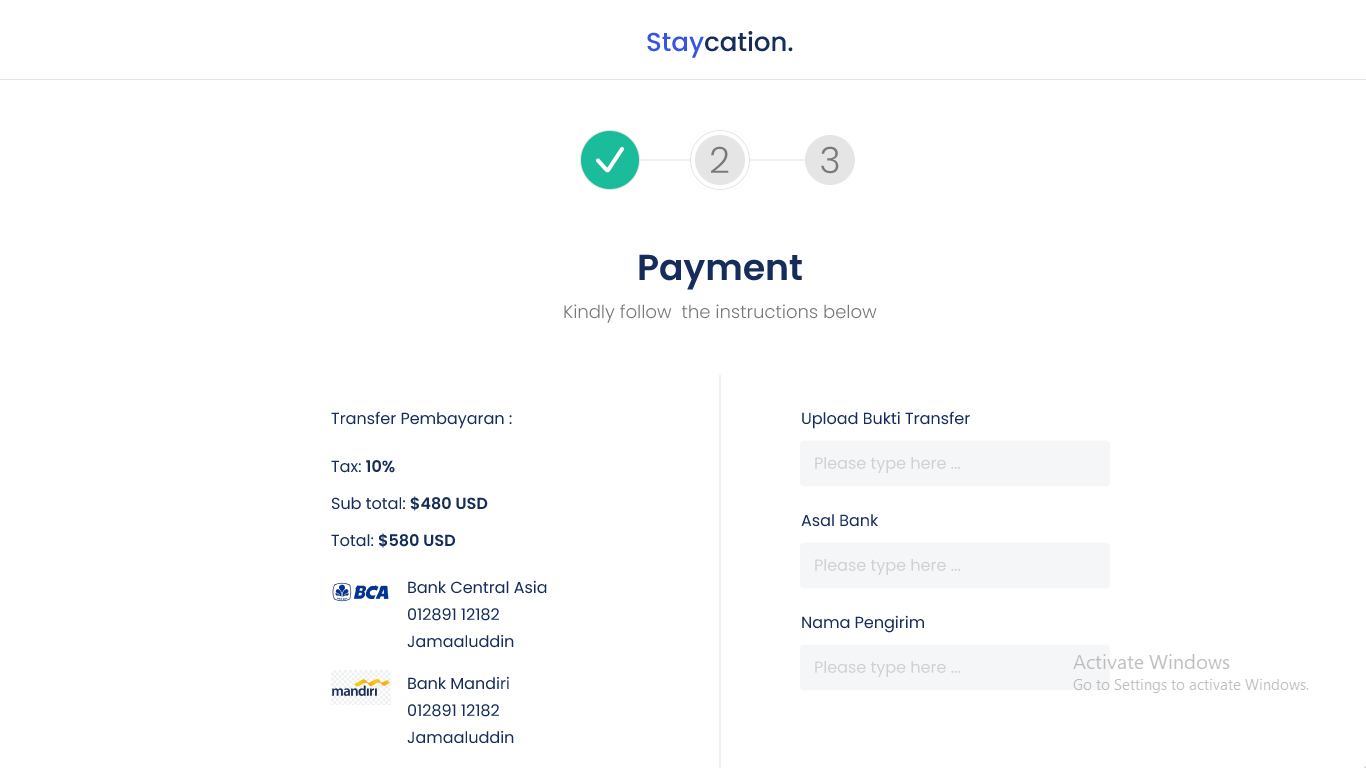 Staycation.
2
3
Payment
Kindly follow the instructions below
Transfer Pembayaran :
Tax: 10%
Sub total: $480 USD
Total: $580 USD
BCA
Bank Central Asia
012891 12182
Jamaaluddin
mandiri
Bank Mandiri
012891 12182
Jamaaluddin
Upload Bukti Transfer
Please type here ...
Asal Bank
Please type here ...
Nama Pengirim
Please type here ...
Activate Windows
Go to Settings to activate Windows.